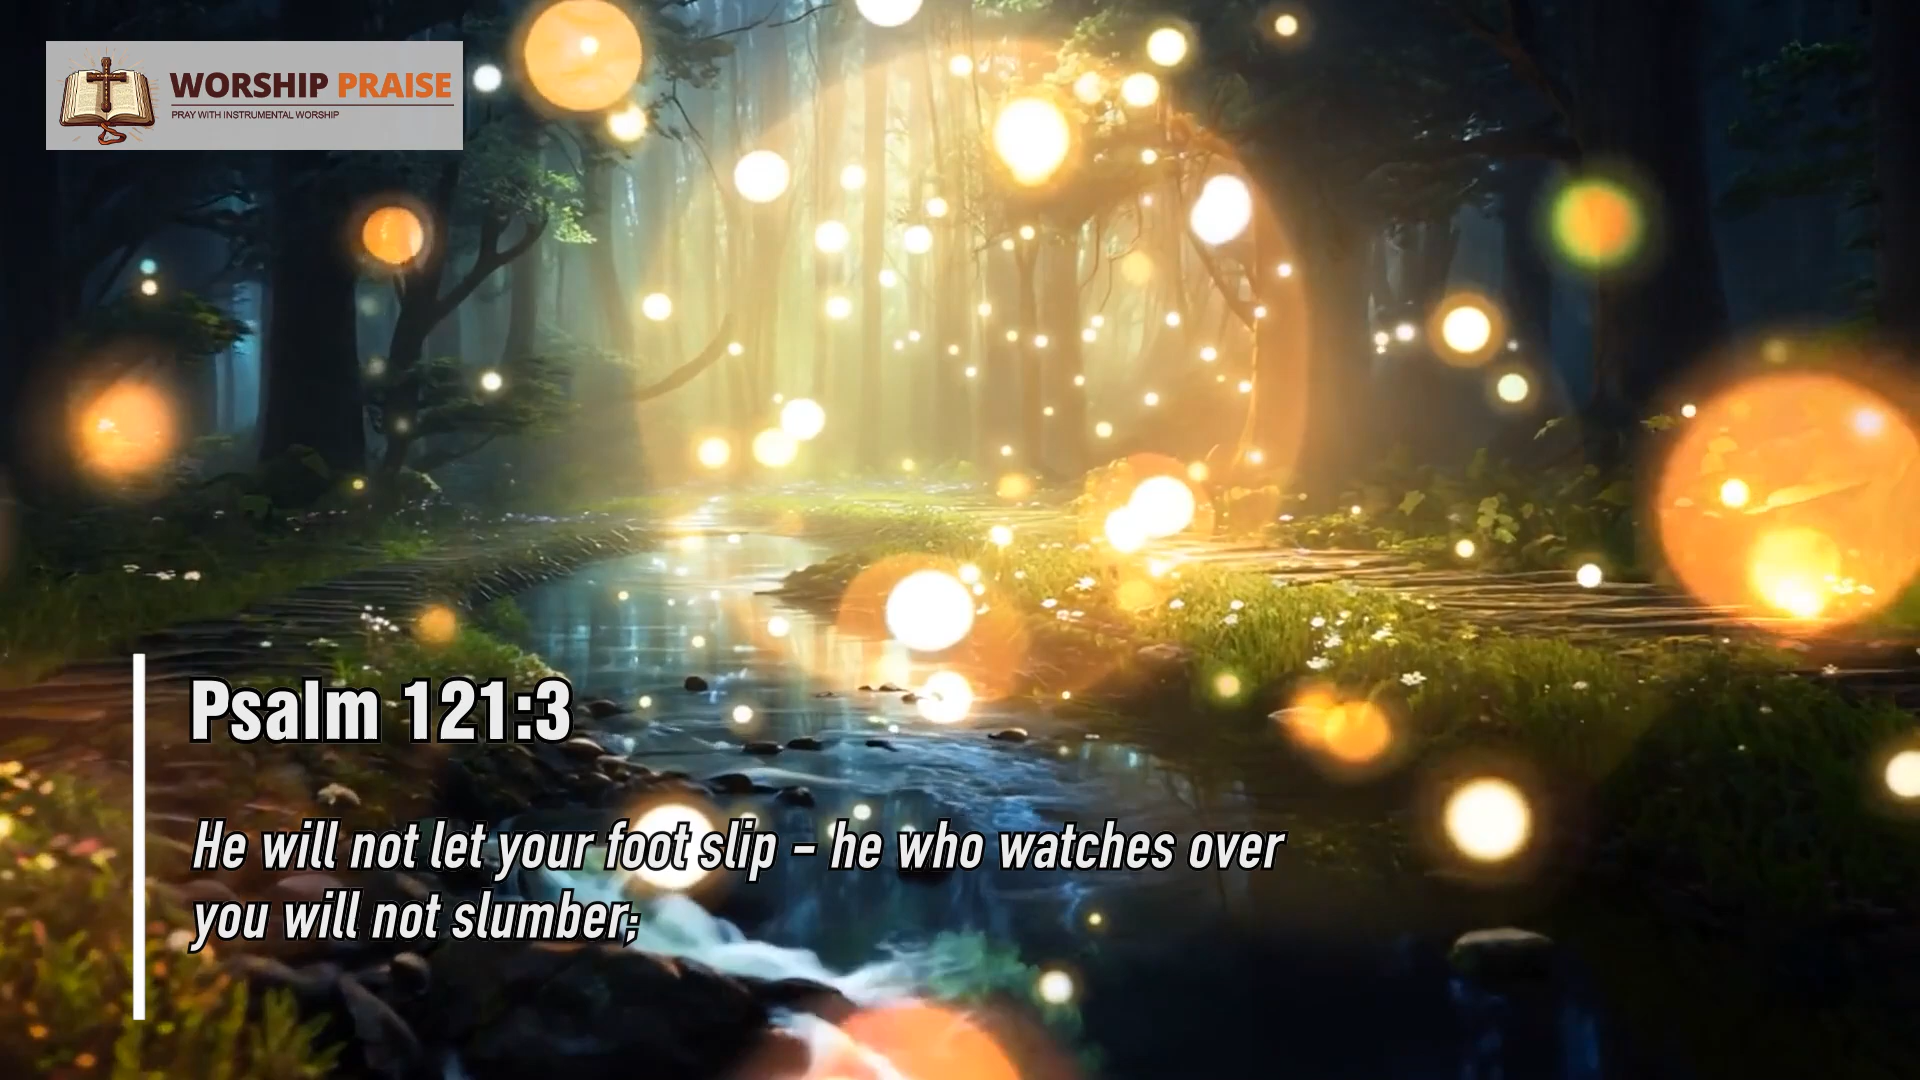 WORSHIP PRAISE
PRAY WITH INSTRUMENTAL WORSHIP
Psalm 121:3
He will not let your foot slip – he who watches over
you will not slumber;